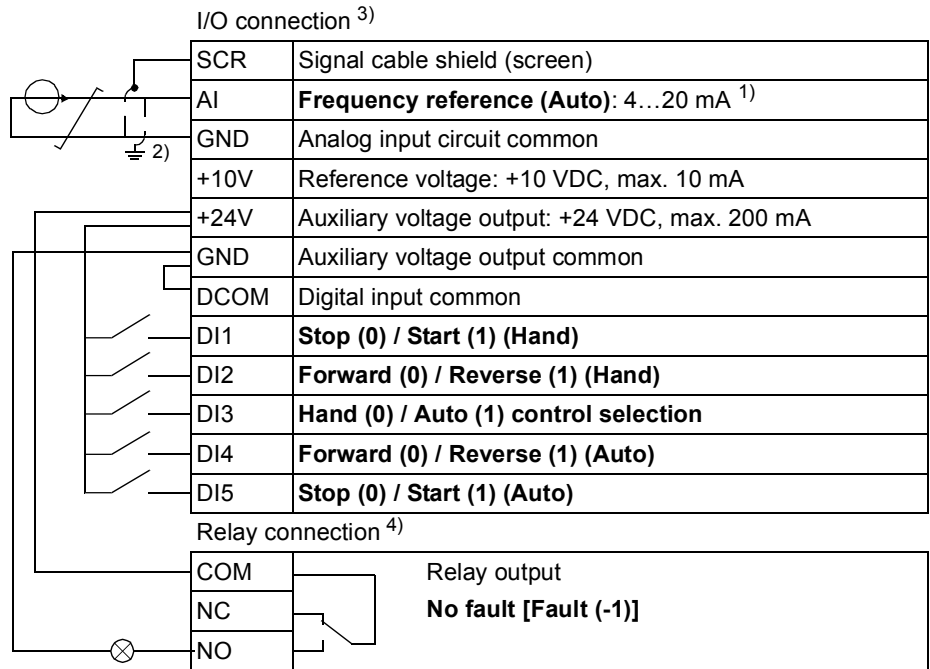 I/O connection 3)
SCR Signal cable shield (screen)
AI Frequency reference (Auto): 4…20 mA 1)
GND Analog input circuit common
2)
+10V Reference voltage: +10 VDC, max. 10 mA
+24V Auxiliary voltage output: +24 VDC, max. 200 mA
GND Auxiliary voltage output common
DCOM Digital input common
DI1 Stop (0) / Start (1) (Hand)
DI2 Forward (0) / Reverse (1) (Hand)
DI3 Hand (0) / Auto (1) control selection
DI4 Forward (0) / Reverse (1) (Auto)
DI5 Stop (0) / Start (1) (Auto)
Relay connection 4)
COM Relay output
NC No fault [Fault (-1)]
NO